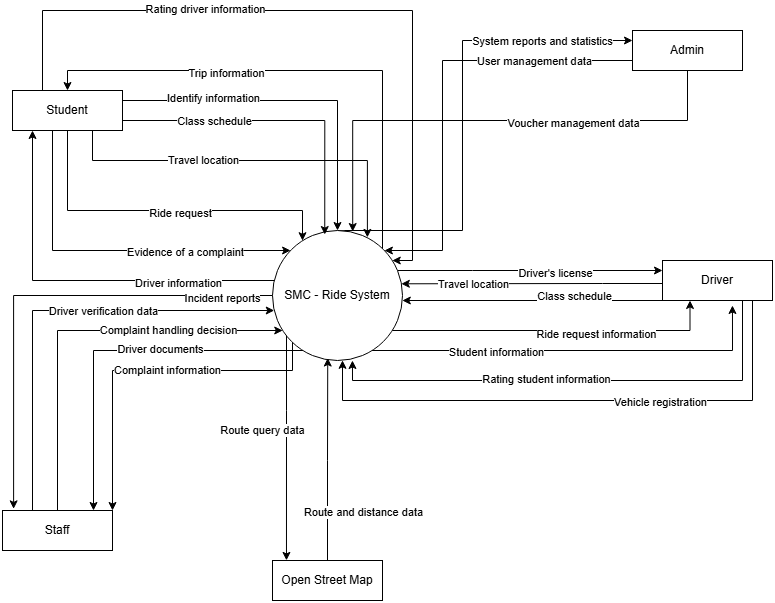 Rating driver information
System reports and statistics
Admin
User management data
Trip information
Identify information
Student
Class schedule
Voucher management data
Travel location
Ride request
Evidence of a complaint
Driver's license
Driver
Driver information
Travel location
SMC - Ride System
Class schedule
Incident reports
Driver verification data
Complaint handling decision
Ride request information
Driver documents
Student information
Complaint information
Rating student information
Vehicle registration
Route query data
Route and distance data
Staff
Open Street Map